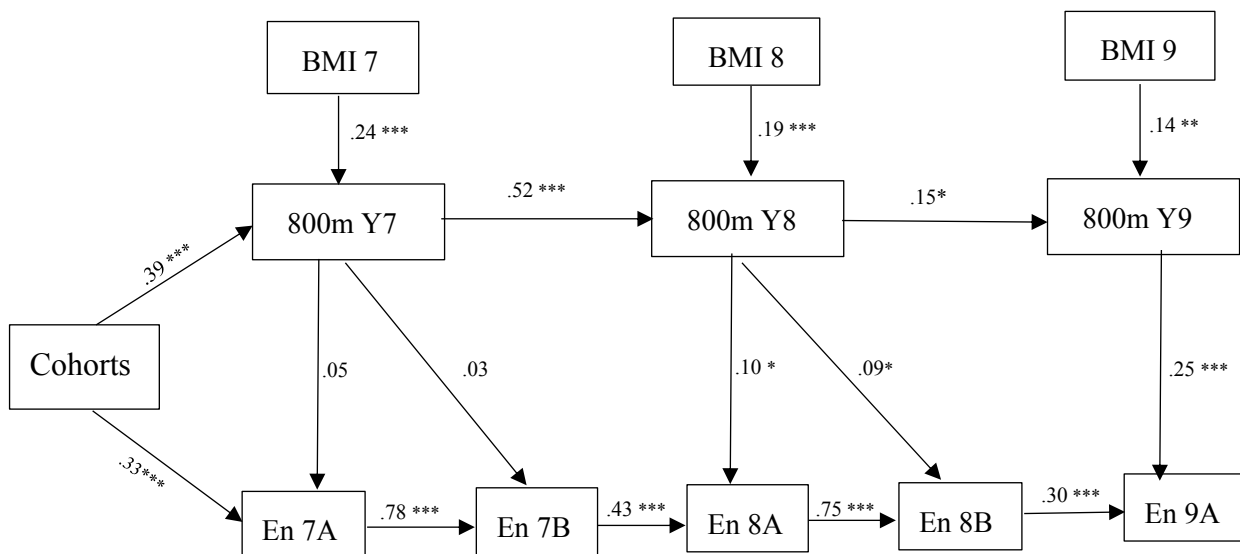 BMI 7
BMI 8
BMI 9
.24 ***
.19 ***
.14 **
800m Y7
.52 ***
800m Y8
.15*
800m Y9
.39 ***
Cohorts
.05
.03
.10 *
.09*
.25 ***
.33***
En 7A
.78 ***
En 7B
.43 ***
En 8A
.75 ***
En 8B
.30 ***
En 9A